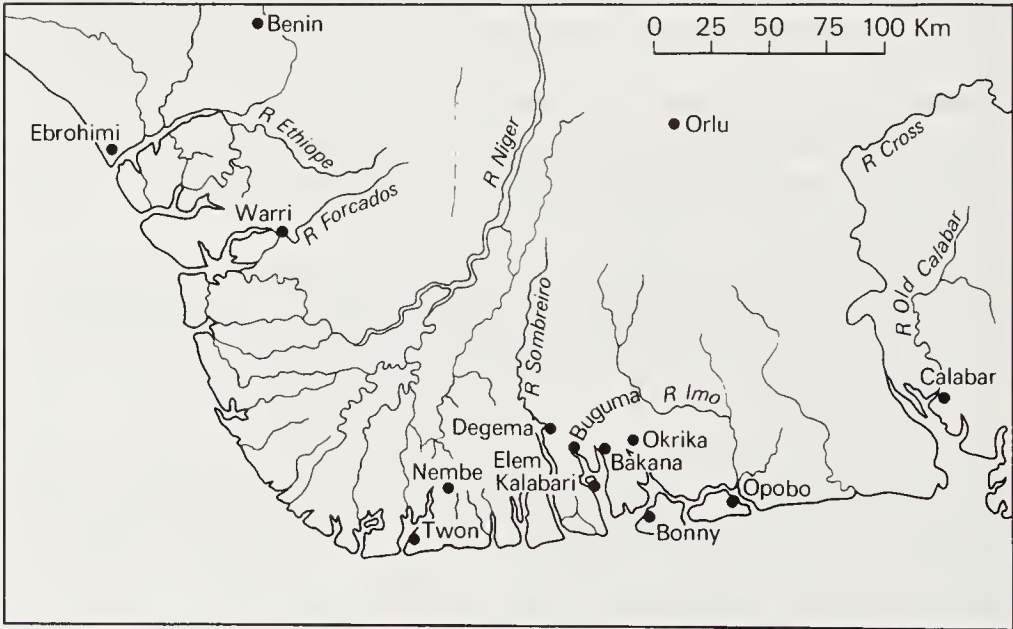 Benin
0 25 50 75 100 Km
Ebrohimi
R Ethiope
Orlu
R Cross
R Niger
Warri
R Forcados
R Old Calabar
R Sombreiro
Calabar
Buguma
R Imo
Degema
Okrika
Bakana
Nembe
Elem
Kalabari
Opobo
Twon
Bonny